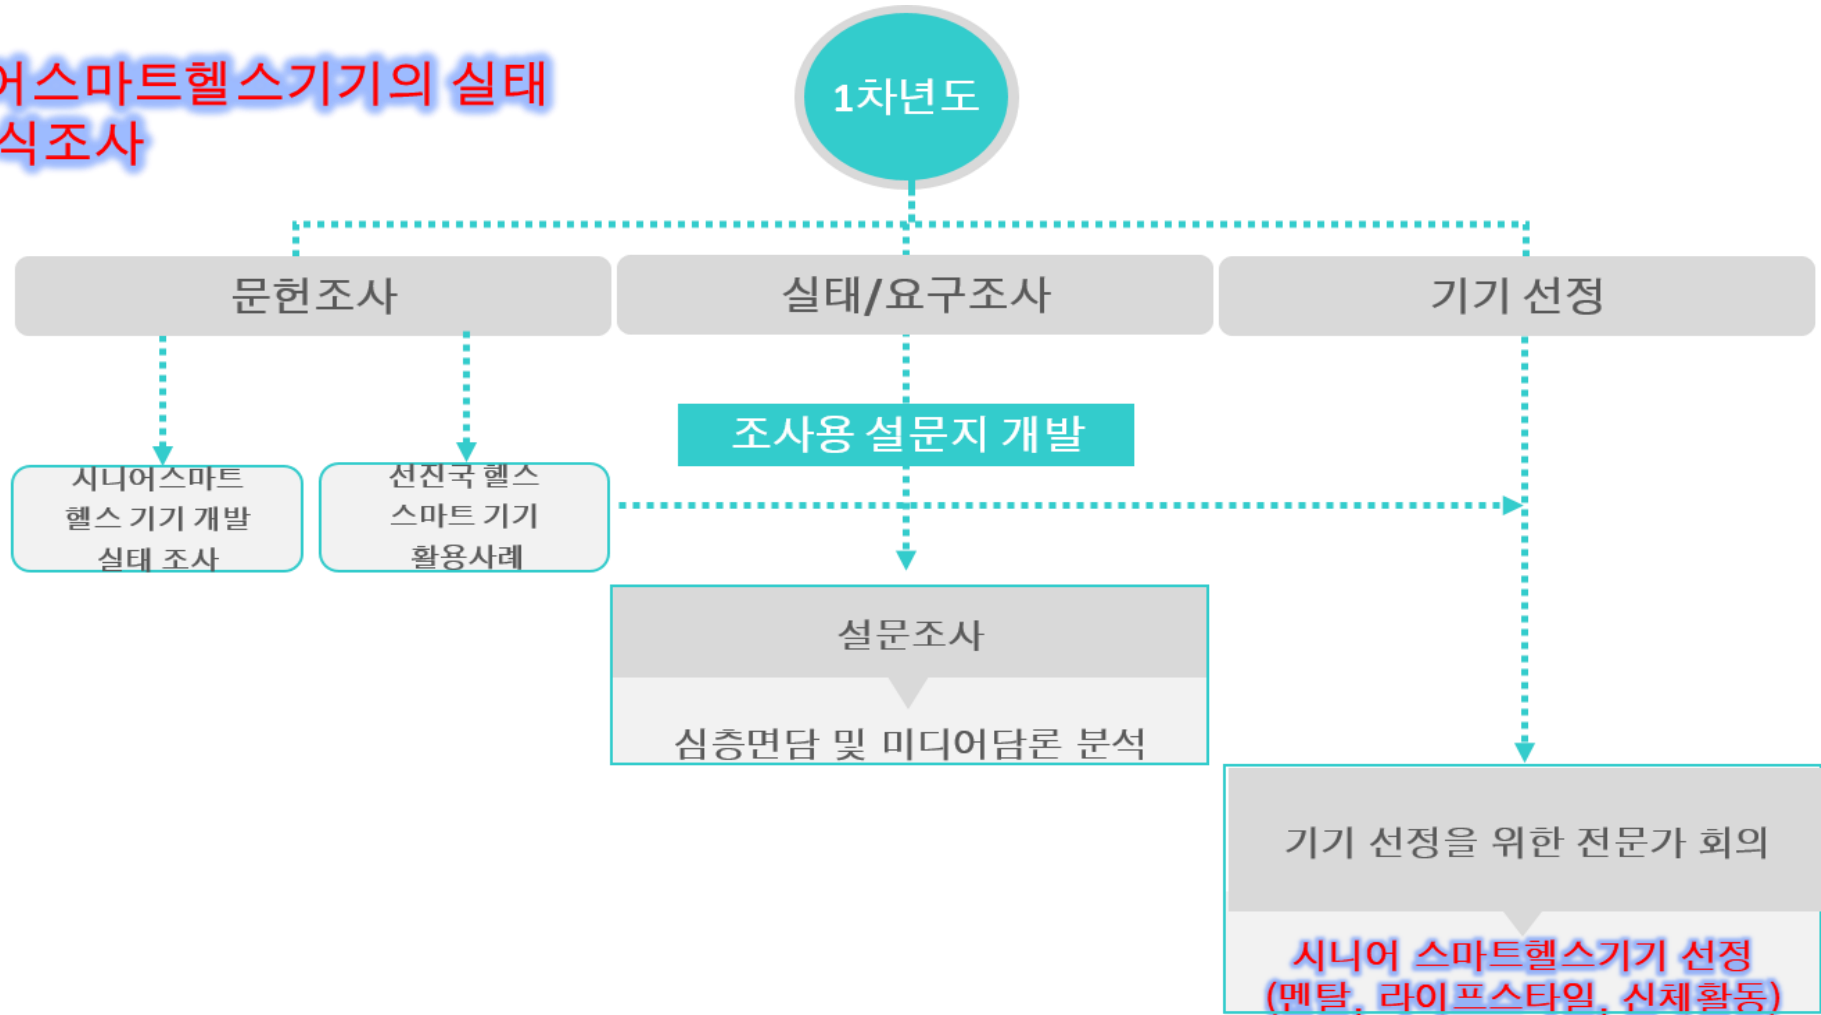 어스마트헬스기기의 실태
식조사
1차년도
문헌조사
실태/요구조사
기기 선정
조사용 설문지 개발
시니어스마트
헬스 기기 개발
실태 조사
선진국 헬스
스마트 기기
활용사례
설문조사
심층면담 및 미디어담론 분석
기기 선정을 위한 전문가 회의
시니어 스마트헬스기기 선정
(멘탈, 라이프스타일, 신체활동)